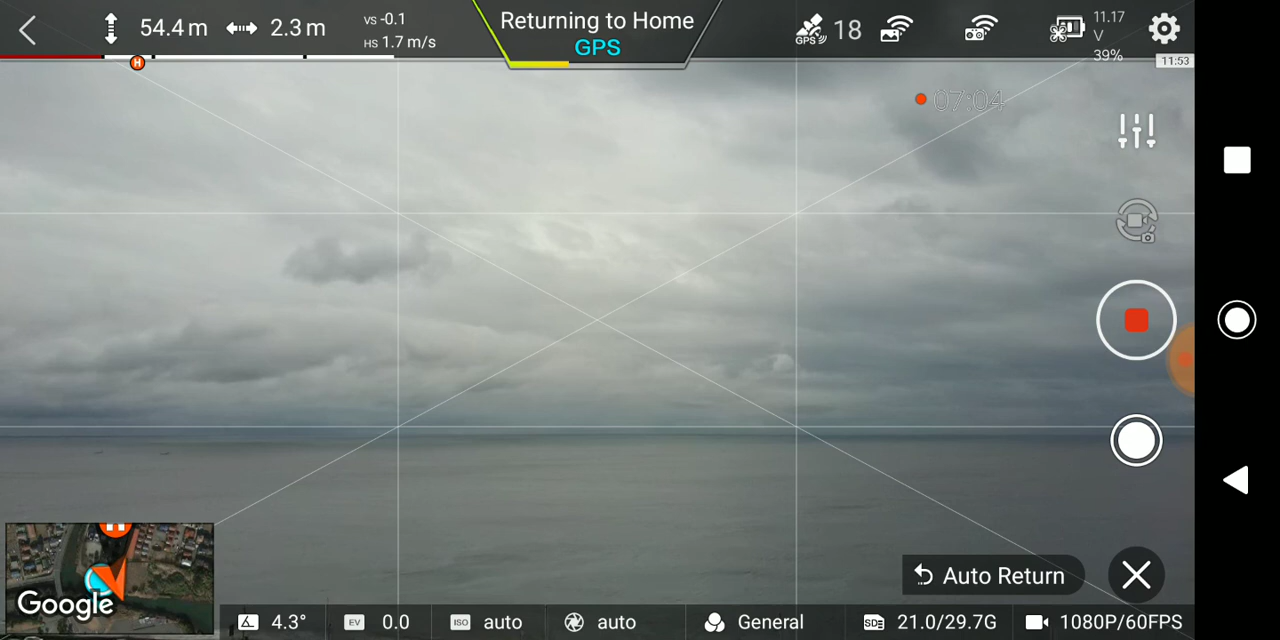 54.4 m
2.3 m
VS -0.1
HS 1.7 m/s
Returning to Home
GPS
GPS
18
11.17
V
39%
11:53
H
07:04
Auto Return
Google
4.3°
EV 0.0
ISO auto
auto
General
SD 21.0/29.7G
1080P/60FPS